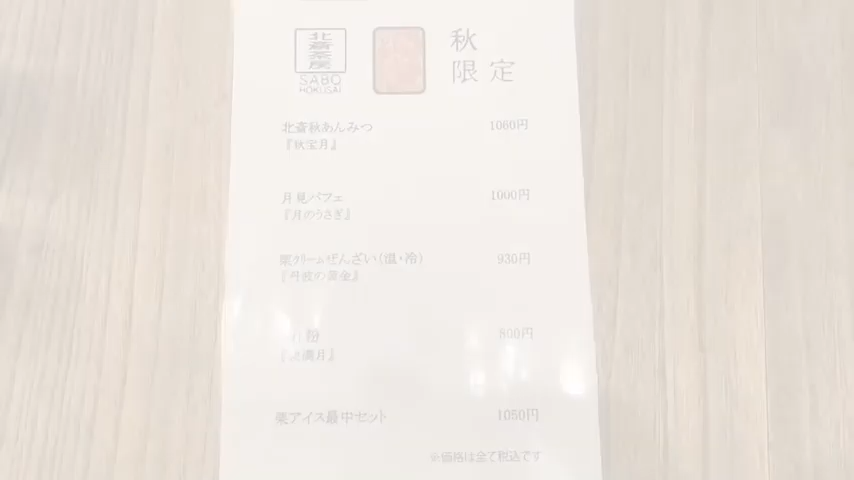 北斎茶房
SABO
HOKUSAI
秋
限定
北斎秋あんみつ 1060円
『秋宝月』
月見パフェ 1000円
『月のうさぎ』
栗クリームぜんざい(温・冷) 930円
『丹波の黄金』
800円
満月』
栗アイス最中セット 1050円
※価格は全て税込です